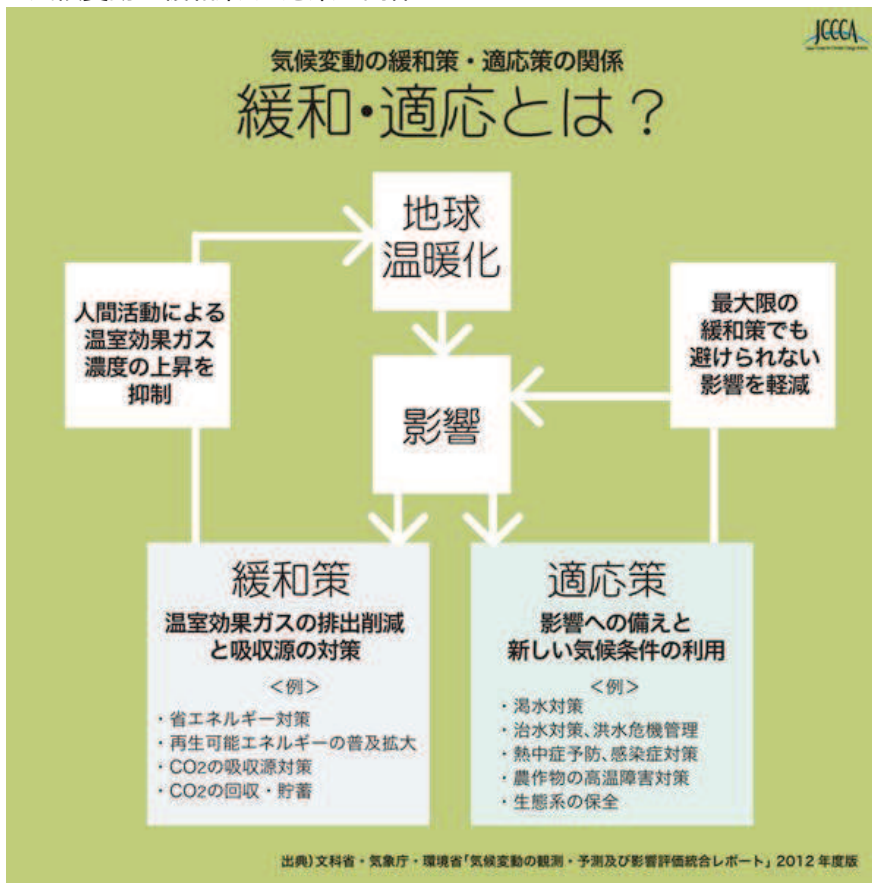 JCCCA
気候変動の緩和策・適応策の関係
緩和・適応とは？
地球
温暖化
人間活動による
温室効果ガス
濃度の上昇を
抑制
最大限の
緩和策でも
避けられない
影響を軽減
影響
緩和策
温室効果ガスの排出削減
と吸収源の対策
＜例＞
・省エネルギー対策
・再生可能エネルギーの普及拡大
・CO2の吸収源対策
・CO2の回収・貯蓄
適応策
影響への備えと
新しい気候条件の利用
＜例＞
・渇水対策
・治水対策、洪水危機管理
・熱中症予防、感染症対策
・農作物の高温障害対策
・生態系の保全
出典）文科省・気象庁・環境省「気候変動の観測・予測及び影響評価統合レポート」2012年度版